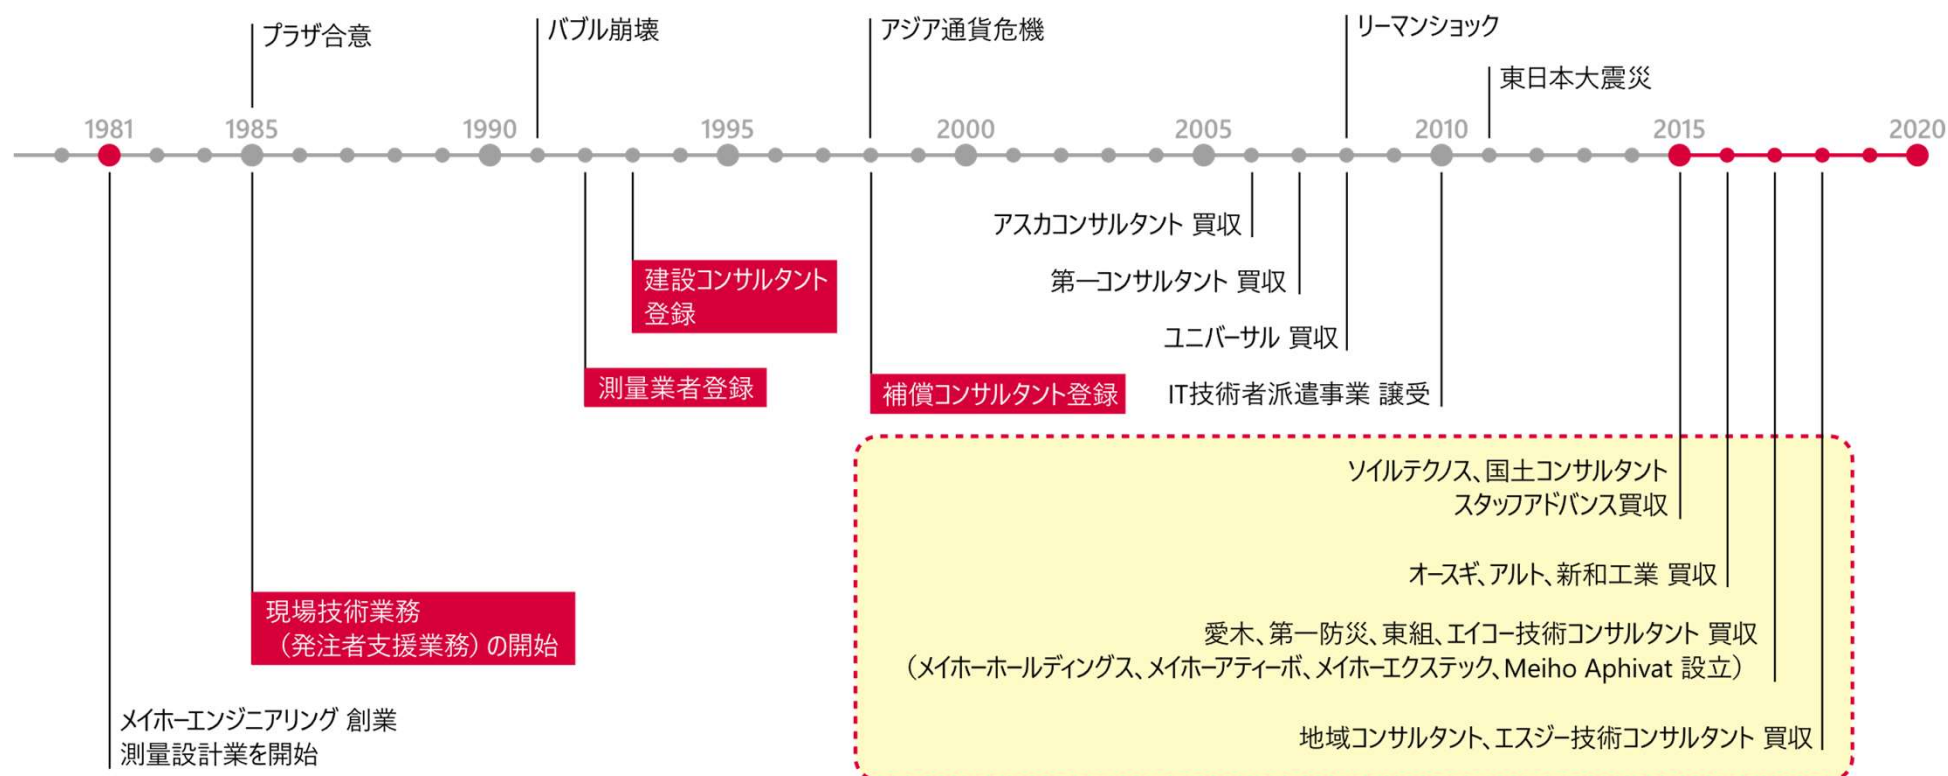 プラザ合意
バブル崩壊
アジア通貨危機
リーマンショック
東日本大震災
1981
1985
1990
1995
2000
2005
2010
2015
2020
アスカコンサルタント 買収
建設コンサルタント
登録
第一コンサルタント 買収
ユニバーサル 買収
測量業者登録
補償コンサルタント登録
IT技術者派遣事業 譲受
ソイルテクノス、国土コンサルタント
スタッフアドバンス買収
オースギ、アルト、新和工業 買収
現場技術業務
（発注者支援業務）の開始
愛木、第一防災、東組、エイコー技術コンサルタント 買収
（メイホーホールディングス、メイホーアティーボ、メイホーエクステック、Meiho Aphivat 設立）
メイホーエンジニアリング 創業
測量設計業を開始
地域コンサルタント、エスジー技術コンサルタント 買収